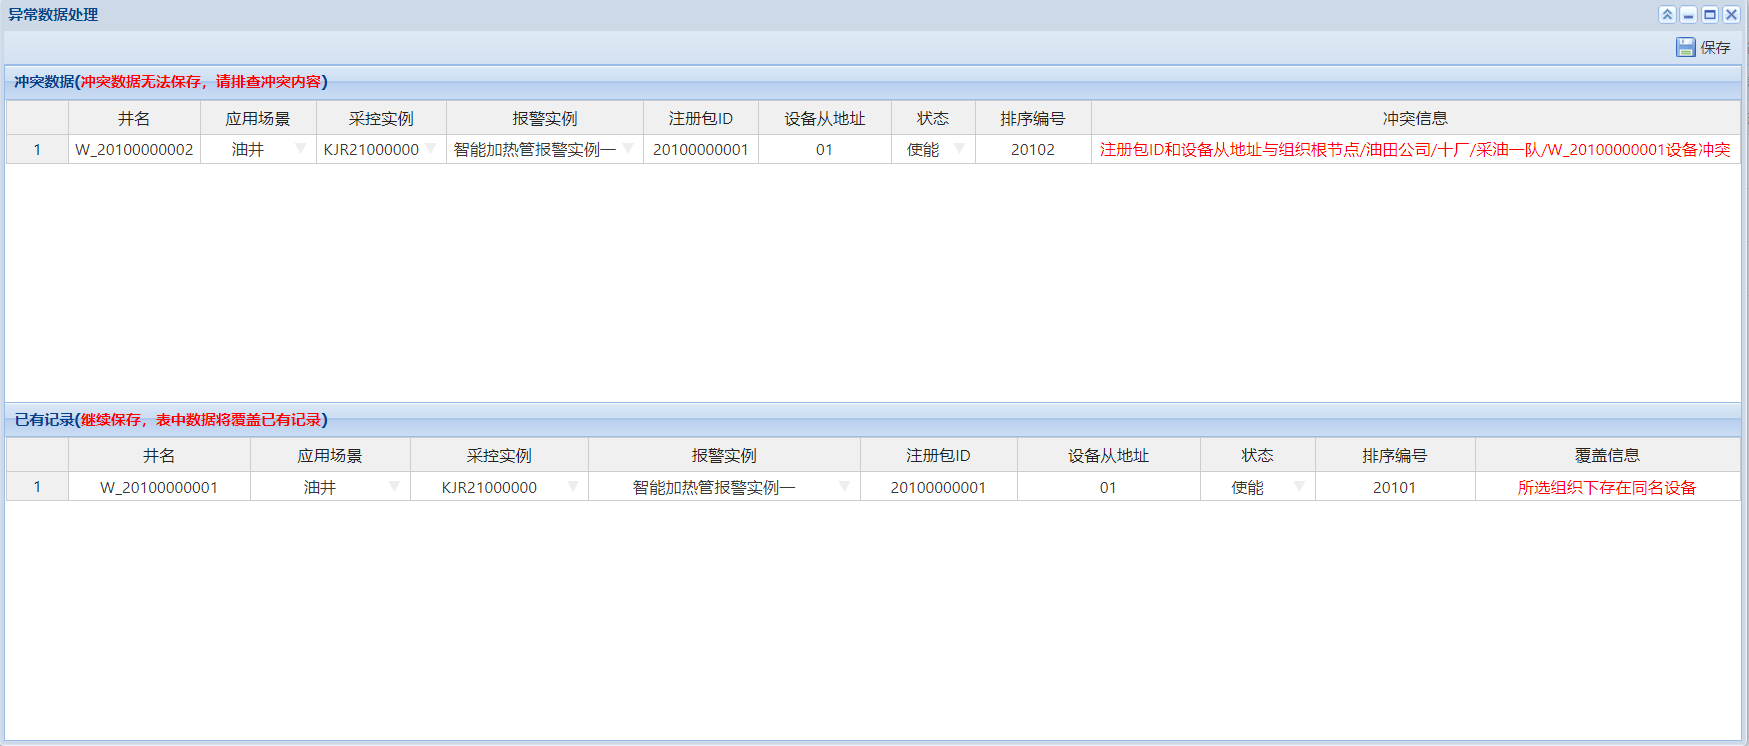 异常数据处理
保存
冲突数据(冲突数据无法保存，请排查冲突内容)
井名 应用场景 采控实例 报警实例 注册包ID 设备从地址 状态 排序编号 冲突信息
1 W_20100000002 油井 KJR21000000 智能加热管报警实例一 20100000001 01 使能 20102 注册包ID和设备从地址与组织根节点/油田公司/十厂/采油一队/W_20100000001设备冲突
已有记录(继续保存，表中数据将覆盖已有记录)
井名 应用场景 采控实例 报警实例 注册包ID 设备从地址 状态 排序编号 覆盖信息
1 W_20100000001 油井 KJR21000000 智能加热管报警实例一 20100000001 01 使能 20101 所选组织下存在同名设备